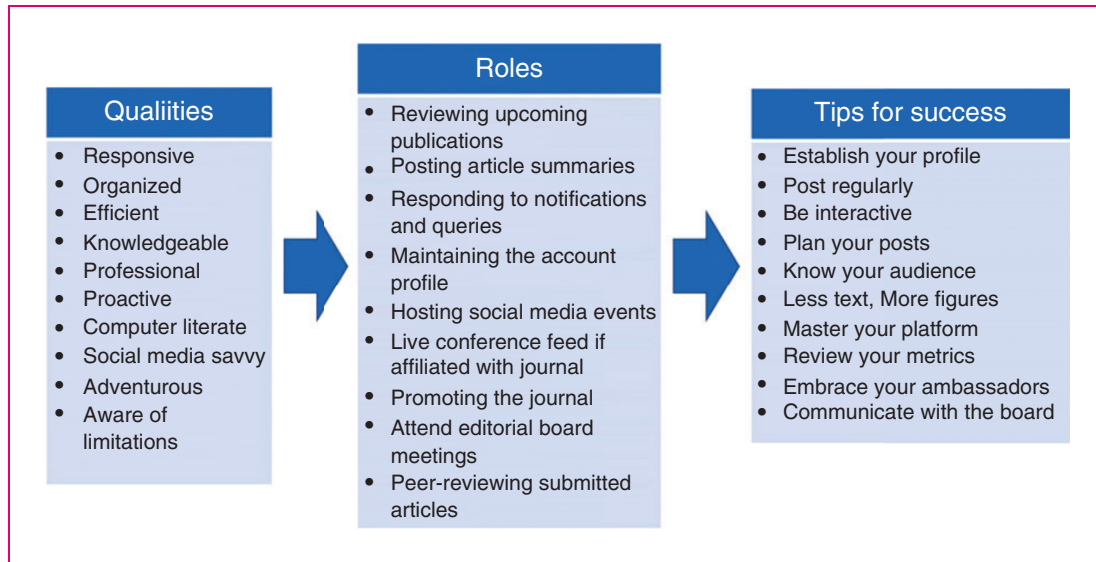 Qualiities
• Responsive
• Organized
• Efficient
• Knowledgeable
• Professional
• Proactive
• Computer literate
• Social media savvy
• Adventurous
• Aware of
limitations
Roles
• Reviewing upcoming
publications
• Posting article summaries
• Responding to notifications
and queries
• Maintaining the account
profile
• Hosting social media events
• Live conference feed if
affiliated with journal
• Promoting the journal
• Attend editorial board
meetings
• Peer-reviewing submitted
articles
Tips for success
• Establish your profile
• Post regularly
• Be interactive
• Plan your posts
• Know your audience
• Less text, More figures
• Master your platform
• Review your metrics
• Embrace your ambassadors
• Communicate with the board